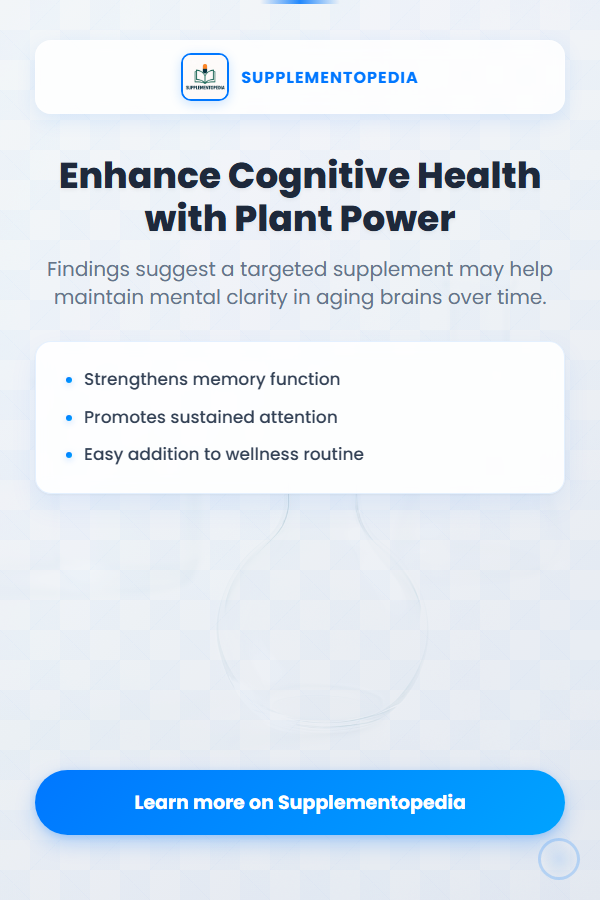 SUPPLEMENTOPEDIA
SUPPLEMENTOPEDIA
Enhance Cognitive Health
with Plant Power
Findings suggest a targeted supplement may help
maintain mental clarity in aging brains over time.
Strengthens memory function
Promotes sustained attention
Easy addition to wellness routine
Learn more on Supplementopedia